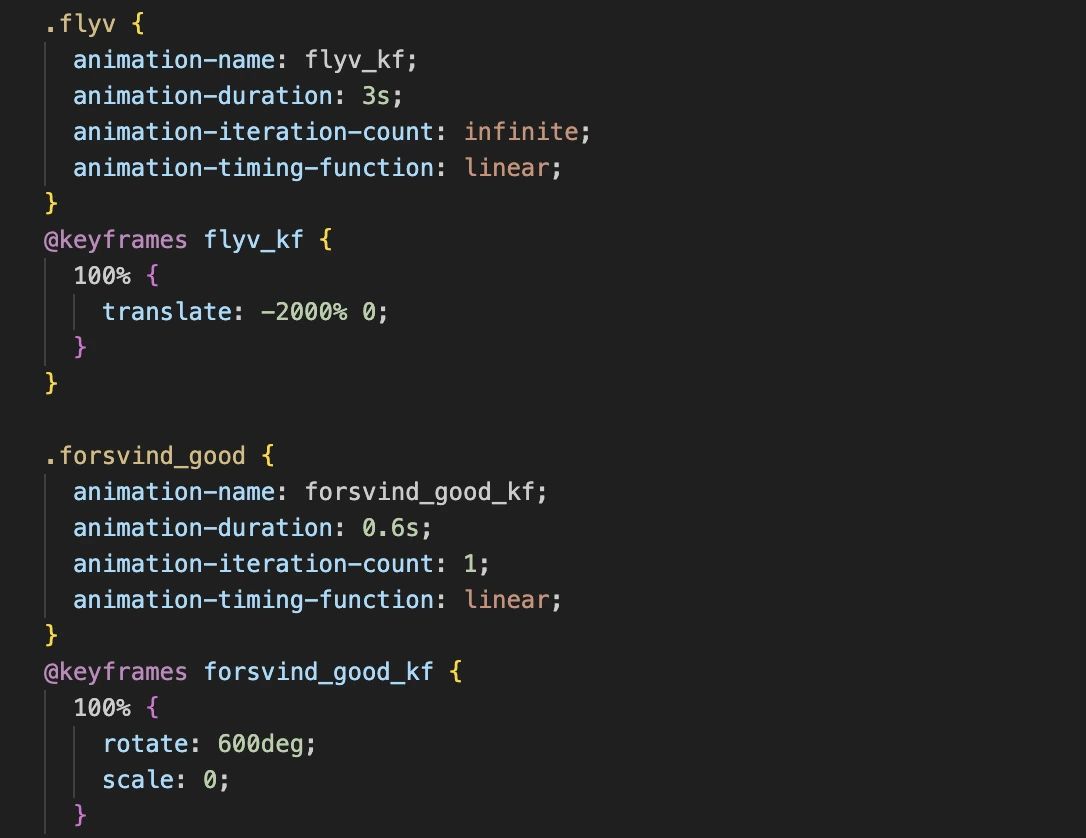 .flyv {
  animation-name: flyv_kf;
  animation-duration: 3s;
  animation-iteration-count: infinite;
  animation-timing-function: linear;
}
@keyframes flyv_kf {
  100% {
    translate: -2000% 0;
  }
}

.forsvind_good {
  animation-name: forsvind_good_kf;
  animation-duration: 0.6s;
  animation-iteration-count: 1;
  animation-timing-function: linear;
}
@keyframes forsvind_good_kf {
  100% {
    rotate: 600deg;
    scale: 0;
  }